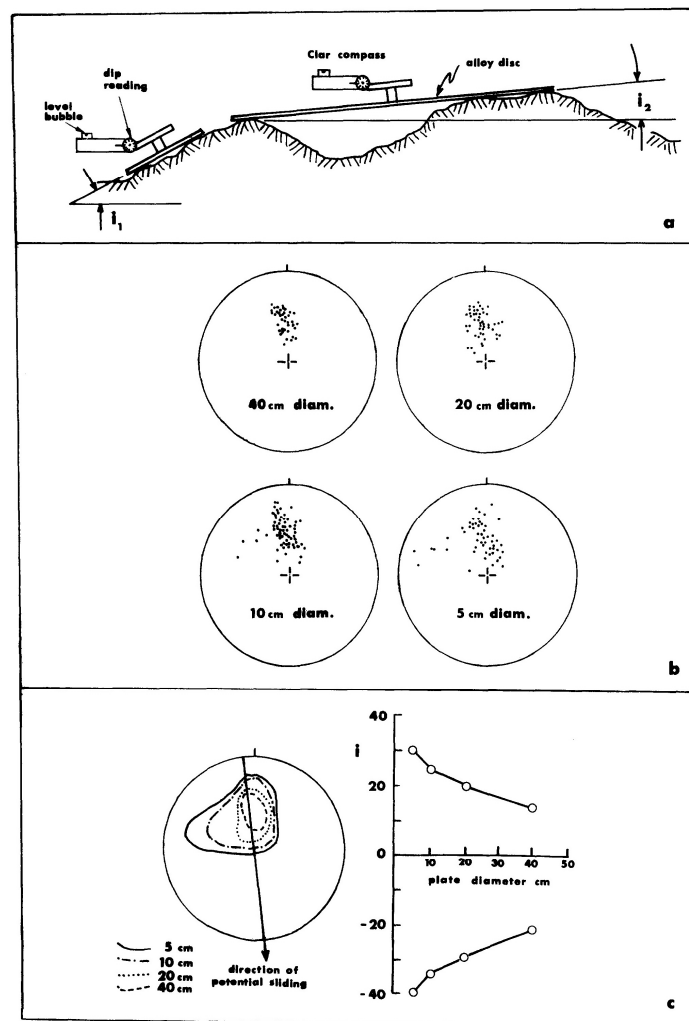 Clar compass
alloy disc
dip
reading
level
bubble
i2
i1
a
40 cm diam.
20 cm diam.
10 cm diam.
5 cm diam.
b
40
i
20
0
10 20 30 40 50
plate diameter cm
-20
-40
5 cm
10 cm
20 cm
40 cm
direction of
potential sliding
c